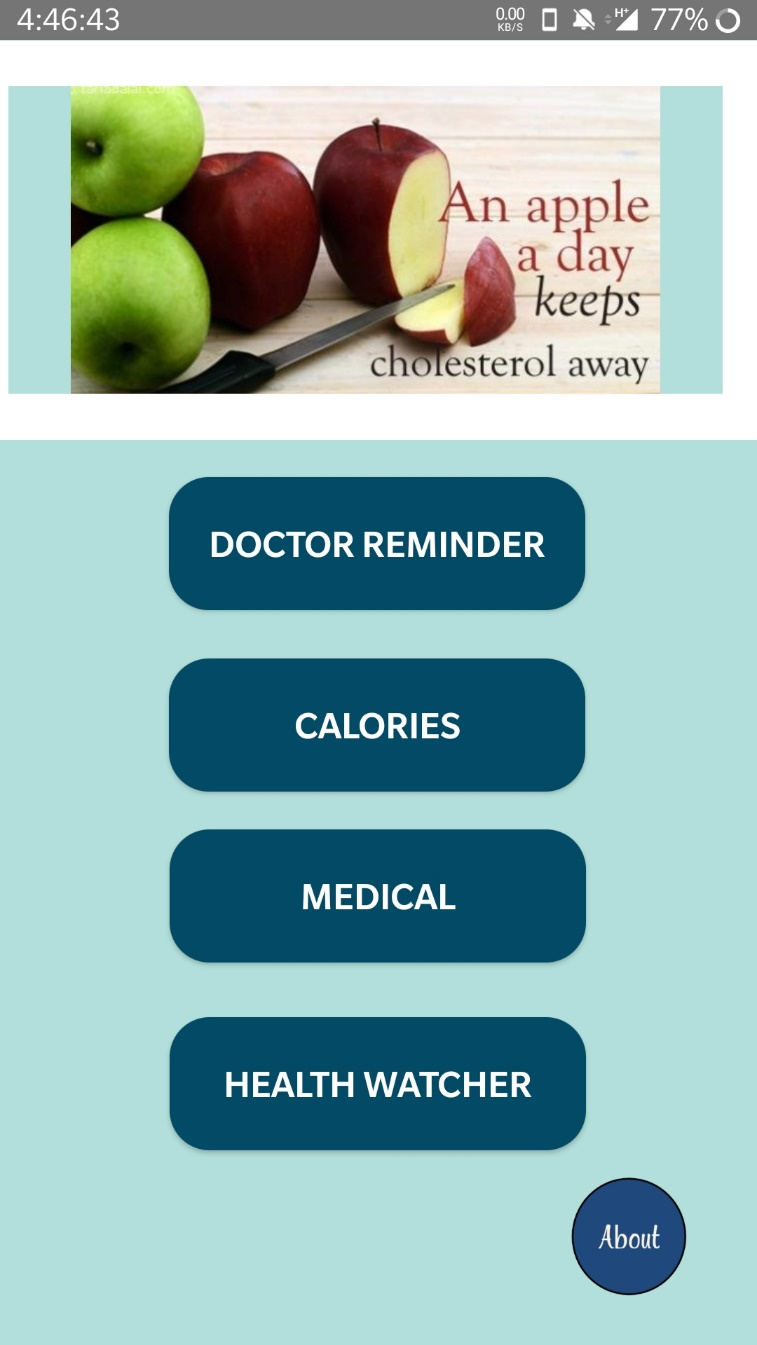 4:46:43
0.00
KB/S
H+
77%
An apple
a day
keeps
cholesterol away
DOCTOR REMINDER
CALORIES
MEDICAL
HEALTH WATCHER
About